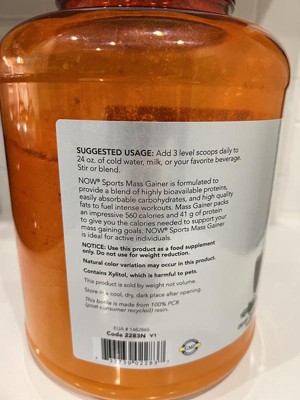 SUGGESTED USAGE: Add 3 level scoops daily to
24 oz. of cold water, milk, or your favorite beverage.
Stir or blend.
NOW® Sports Mass Gainer is formulated to
provide a blend of highly bioavailable proteins,
easily absorbable carbohydrates, and high quality
fats to fuel intense workouts. Mass Gainer packs
an impressive 560 calories and 41 g of protein
to give you the calories needed to support your
mass gaining goals. NOW® Sports Mass Gainer
is ideal for active individuals.
NOTICE: Use this product as a food supplement
only. Do not use for weight reduction.
Natural color variation may occur in this product.
Contains Xylitol, which is harmful to pets.
This product is sold by weight not volume.
Store in a cool, dry, dark place after opening.
This bottle is made from 100% PCR
(post consumer recycled) resin.
Code 2283N V1
GMP